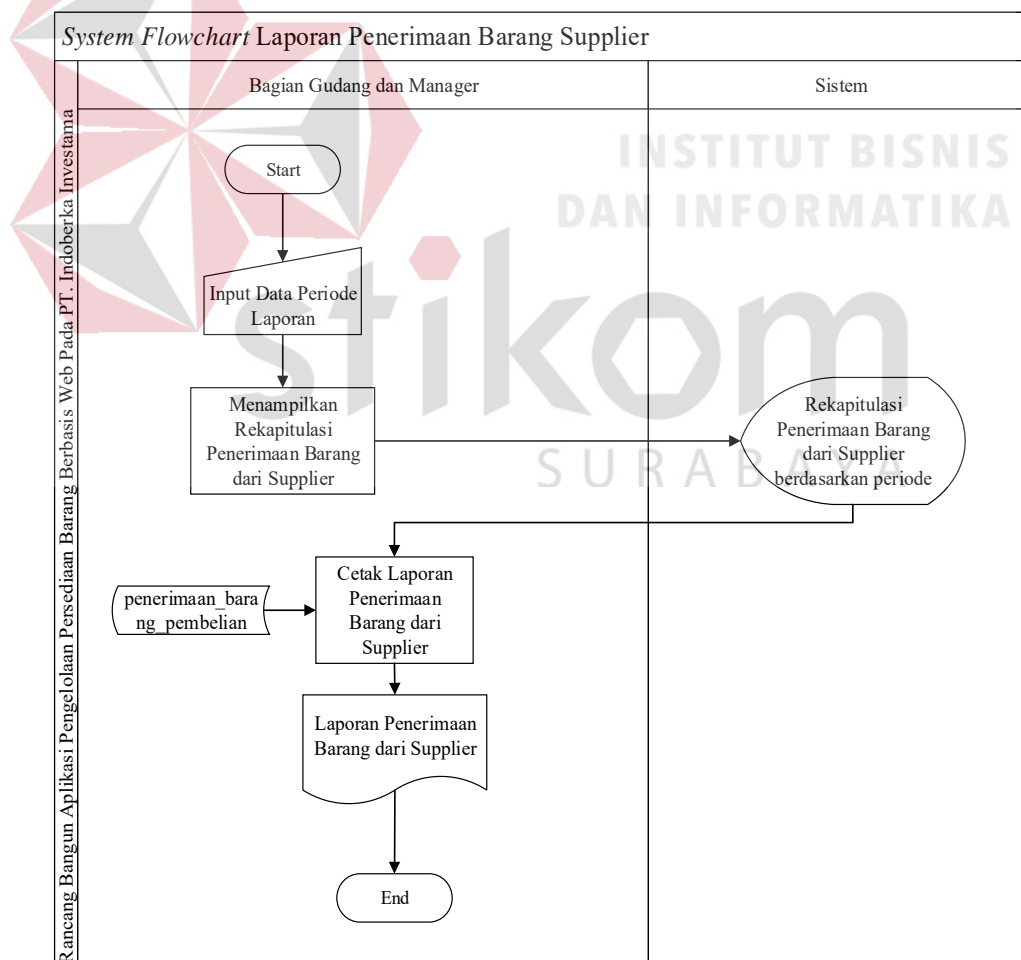 System Flowchart Laporan Penerimaan Barang Supplier
Bagian Gudang dan Manager
Sistem
Rancang Bangun Aplikasi Pengelolaan Persediaan Barang Berbasis Web Pada PT. Indoberka Investama
INSTITUT BISNIS
DAN INFORMATIKA
stikom
SURABAYA
Start
Input Data Periode
Laporan
Menampilkan
Rekapitulasi
Penerimaan Barang
dari Supplier
Rekapitulasi
Penerimaan Barang
dari Supplier
berdasarkan periode
Cetak Laporan
Penerimaan
Barang dari
Supplier
penerimaan_bara
ng_pembelian
Laporan Penerimaan
Barang dari Supplier
End